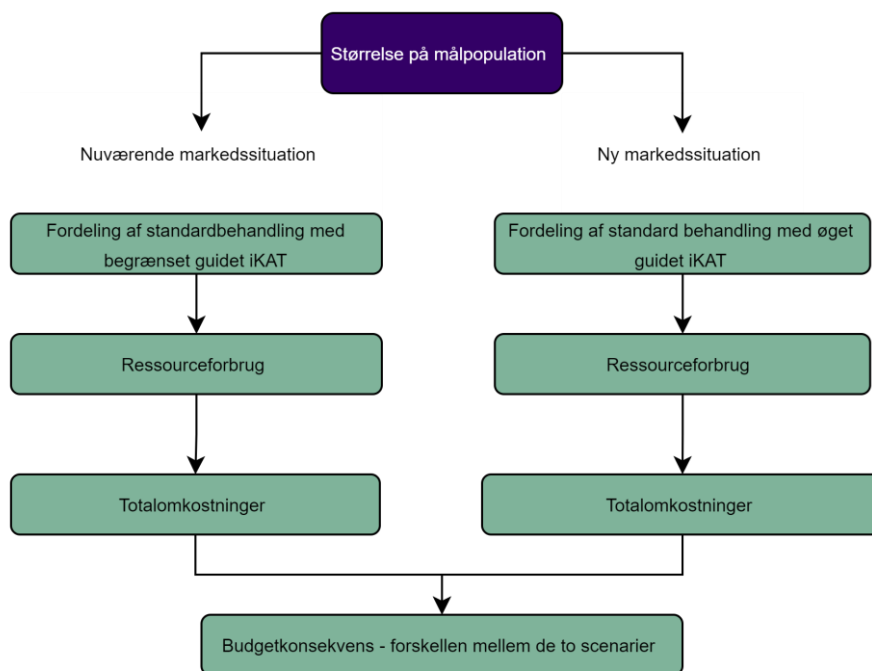 Størrelse på målpopulation
Nuværende markedssituation
Ny markedssituation
Fordeling af standardbehandling med
begrænset guidet iKAT
Fordeling af standard behandling med øget
guidet iKAT
Ressourceforbrug
Ressourceforbrug
Totalomkostninger
Totalomkostninger
Budgetkonsekvens - forskellen mellem de to scenarier